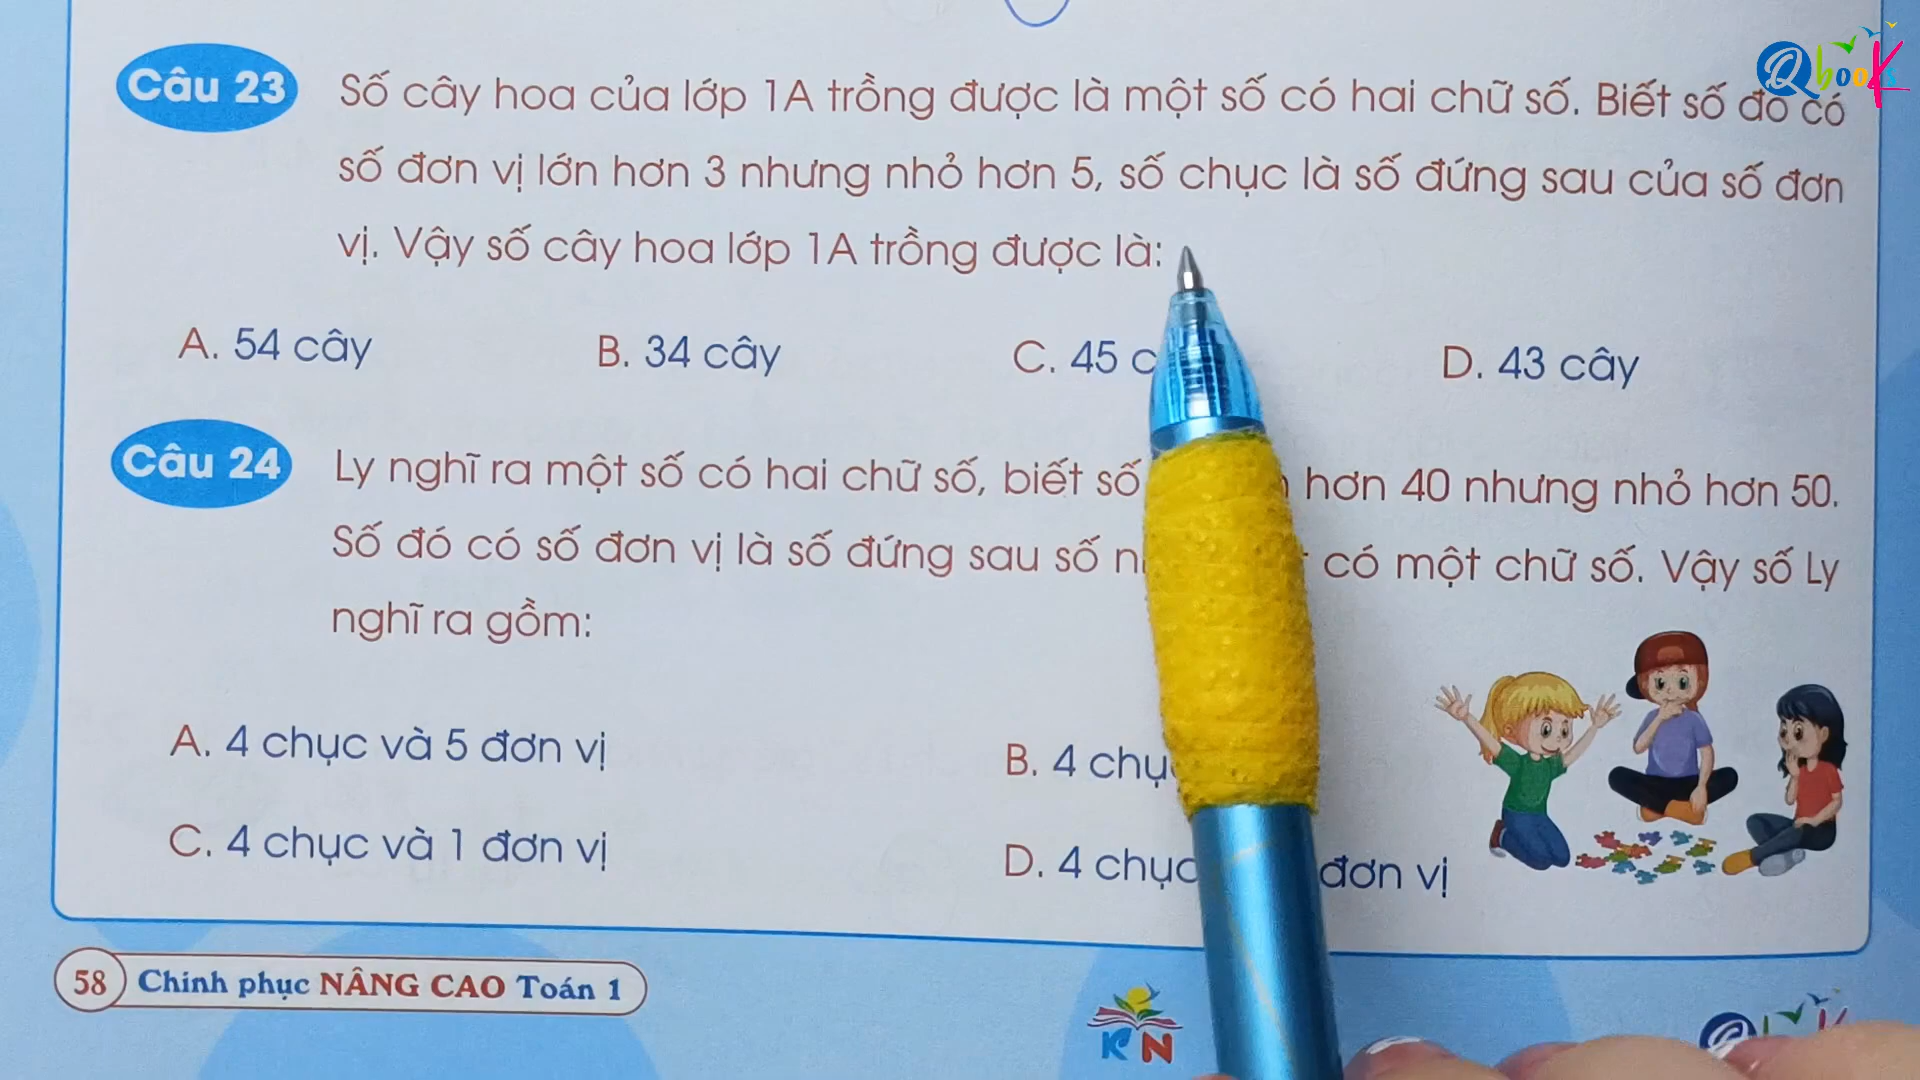 Qbooks
Câu 23 Số cây hoa của lớp 1A trồng được là một số có hai chữ số. Biết số đó có
số đơn vị lớn hơn 3 nhưng nhỏ hơn 5, số chục là số đứng sau của số đơn
vị. Vậy số cây hoa lớp 1A trồng được là:
A. 54 cây B. 34 cây C. 45 c D. 43 cây
Câu 24 Ly nghĩ ra một số có hai chữ số, biết số hơn 40 nhưng nhỏ hơn 50.
Số đó có số đơn vị là số đứng sau số có một chữ số. Vậy số Ly
nghĩ ra gồm:
A. 4 chục và 5 đơn vị B. 4 chục
C. 4 chục và 1 đơn vị D. 4 chục đơn vị
58 Chinh phục NÂNG CAO Toán 1
KN